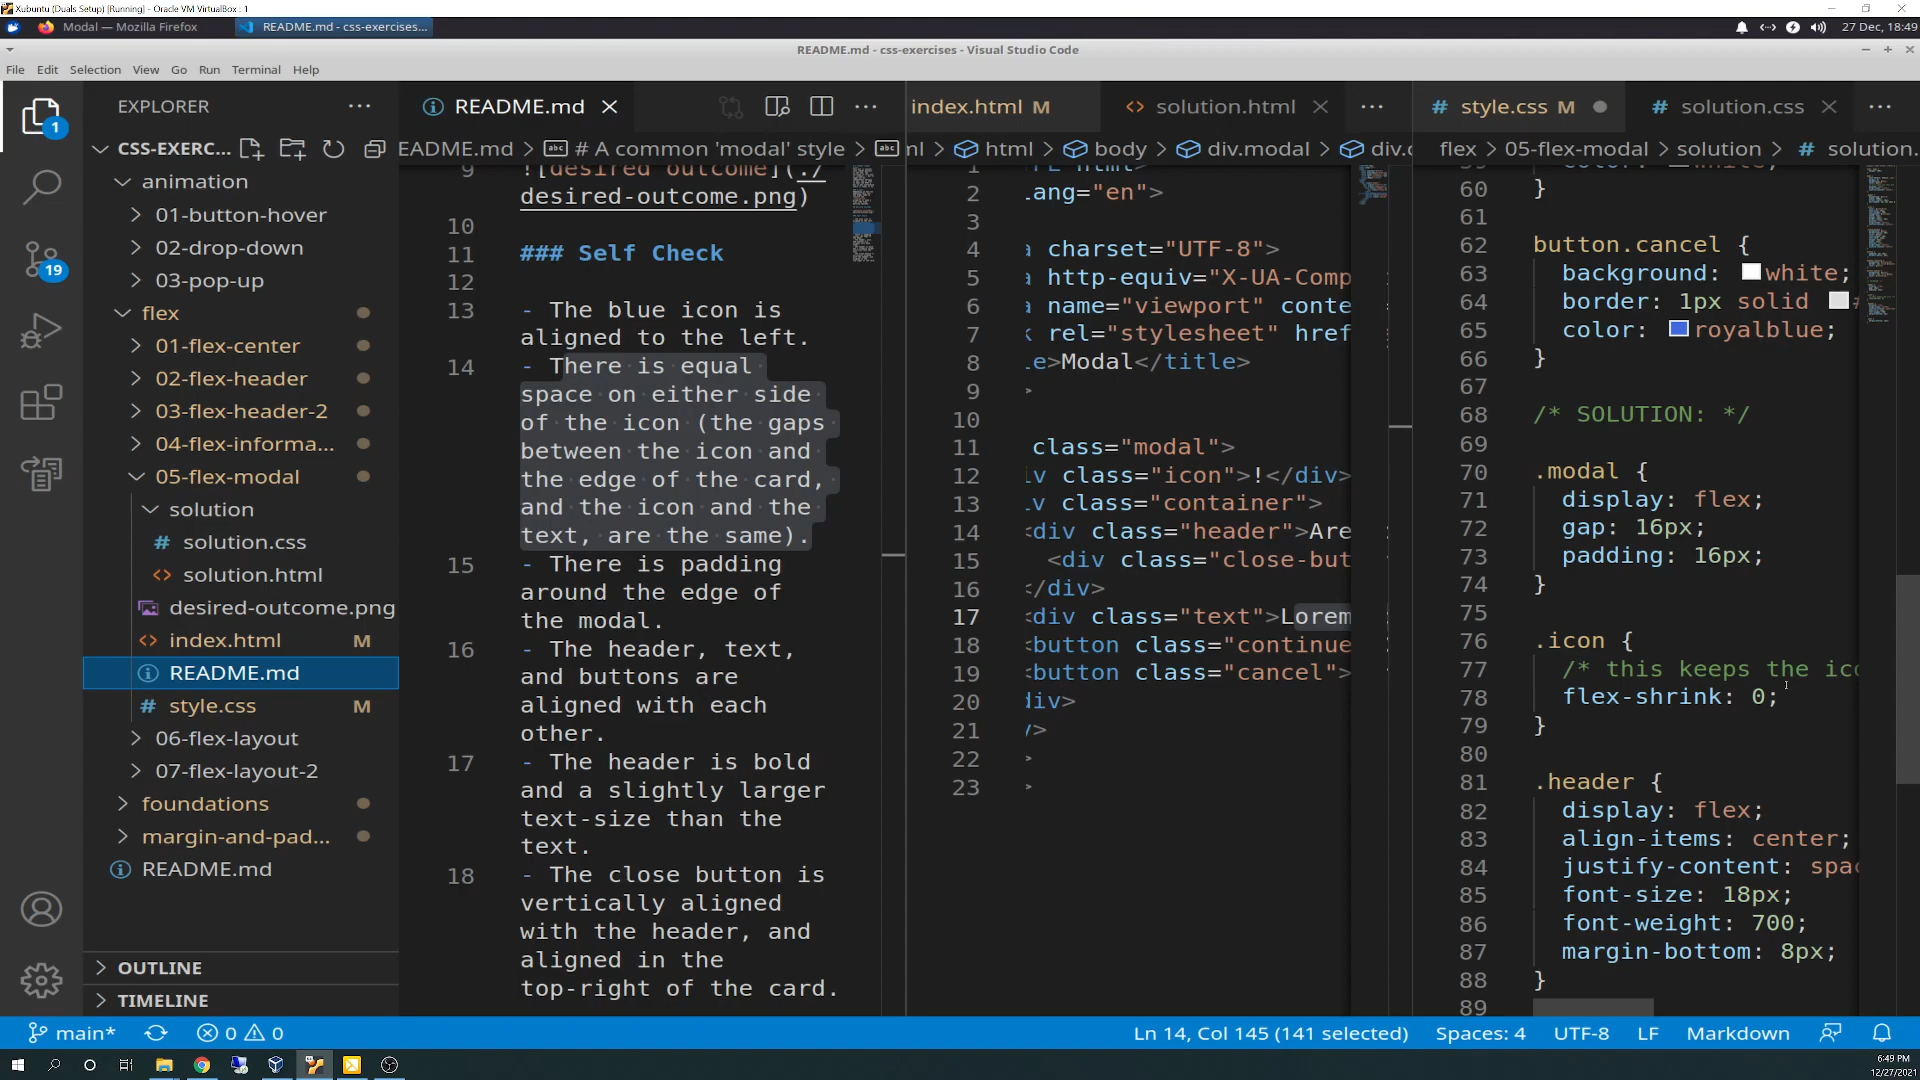 Xubuntu (Duals Setup) [Running] - Oracle VM VirtualBox : 1
Modal — Mozilla Firefox
README.md - css-exercises...
27 Dec, 18:49
README.md - css-exercises - Visual Studio Code
File Edit Selection View Go Run Terminal Help
EXPLORER
CSS-EXERC...
animation
01-button-hover
02-drop-down
03-pop-up
flex
01-flex-center
02-flex-header
03-flex-header-2
04-flex-informa...
05-flex-modal
solution
solution.css
solution.html
desired-outcome.png
index.html M
README.md
style.css M
06-flex-layout
07-flex-layout-2
foundations
margin-and-pad...
README.md
OUTLINE
TIMELINE
1
19
README.md
EADME.md > # A common 'modal' style >
9 ![desired outcome](./
desired-outcome.png)
10
11 ### Self Check
12
13 - The blue icon is
aligned to the left.
14 - There is equal
space on either side
of the icon (the gaps
between the icon and
the edge of the card,
and the icon and the
text, are the same).
15 - There is padding
around the edge of
the modal.
16 - The header, text,
and buttons are
aligned with each
other.
17 - The header is bold
and a slightly larger
text-size than the
text.
18 - The close button is
vertically aligned
with the header, and
aligned in the
top-right of the card.
index.html M
solution.html
nl > html > body > div.modal > div.c
1
2 lang="en">
3
4 a charset="UTF-8">
5 a http-equiv="X-UA-Comp
6 a name="viewport" conte
7 k rel="stylesheet" href
8 le>Modal</title>
9 >
10
11 class="modal">
12 iv class="icon">!</div>
13 iv class="container">
14 <div class="header">Are
15 <div class="close-but
16 </div>
17 <div class="text">Lorem
18 <button class="continue
19 <button class="cancel">
20 div>
21 />
22 >
23 >
style.css M
solution.css
flex > 05-flex-modal > solution > # solution.
60 }
61
62 button.cancel {
63 background: white;
64 border: 1px solid #
65 color: royalblue;
66 }
67
68 /* SOLUTION: */
69
70 .modal {
71 display: flex;
72 gap: 16px;
73 padding: 16px;
74 }
75
76 .icon {
77 /* this keeps the ico
78 flex-shrink: 0;
79 }
80
81 .header {
82 display: flex;
83 align-items: center;
84 justify-content: spac
85 font-size: 18px;
86 font-weight: 700;
87 margin-bottom: 8px;
88 }
89
main* 0 0 Ln 14, Col 145 (141 selected) Spaces: 4 UTF-8 LF Markdown
6:49 PM
12/27/2021